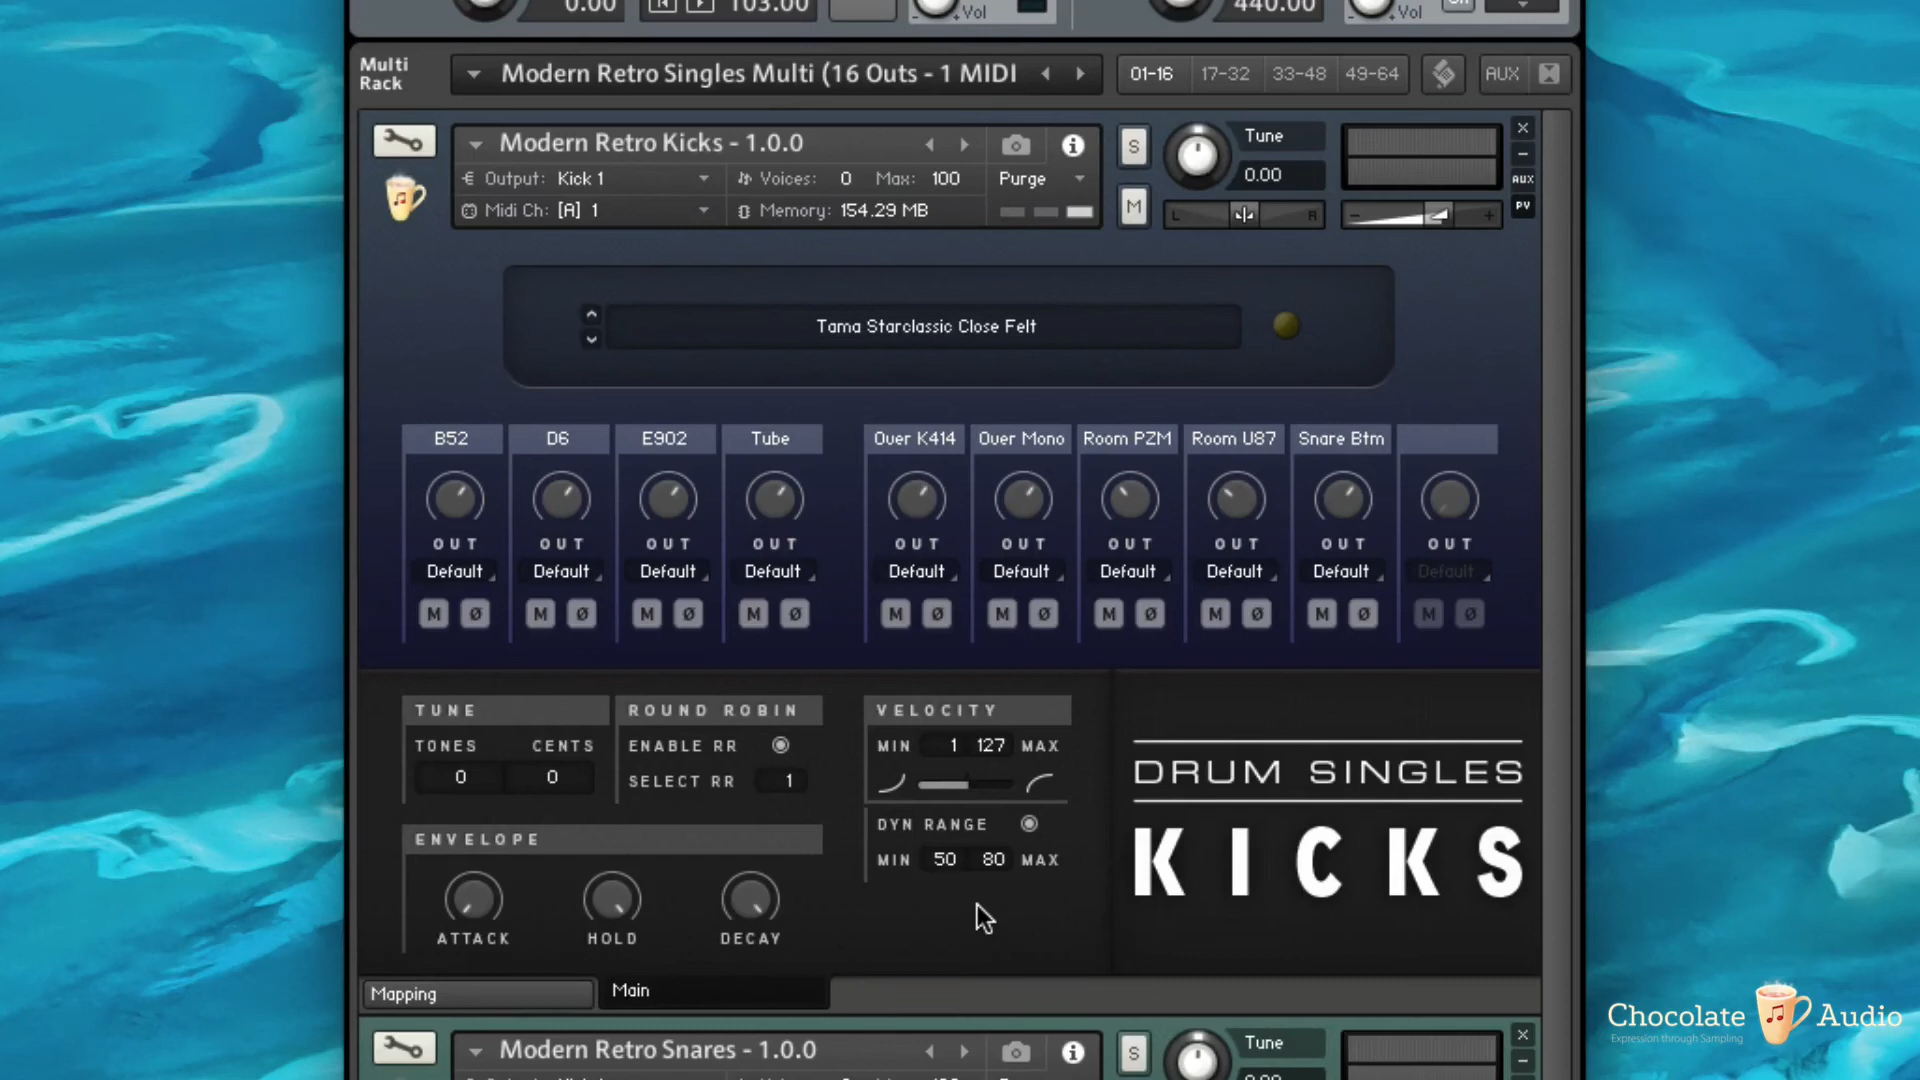 0.00 103.00 Vol 440.00 Vol
Multi
Rack
Modern Retro Singles Multi (16 Outs - 1 MIDI
01-16 17-32 33-48 49-64 AUX
Modern Retro Kicks - 1.0.0
Output: Kick 1 Voices: 0 Max: 100 Purge
Midi Ch: [A] 1 Memory: 154.29 MB
S
M
Tune
0.00
L R
- +
AUX
PV
Tama Starclassic Close Felt
B52 D6 E902 Tube Over K414 Over Mono Room PZM Room U87 Snare Btm
OUT OUT OUT OUT OUT OUT OUT OUT OUT OUT
Default Default Default Default Default Default Default Default Default Default
M Ø M Ø M Ø M Ø M Ø M Ø M Ø M Ø M Ø M Ø
TUNE
TONES CENTS
0 0
ROUND ROBIN
ENABLE RR
SELECT RR 1
VELOCITY
MIN 1 127 MAX
DYN RANGE
MIN 50 80 MAX
ENVELOPE
ATTACK HOLD DECAY
DRUM SINGLES
KICKS
Mapping Main
Modern Retro Snares - 1.0.0
S
Tune
Chocolate Audio
Expression through Sampling